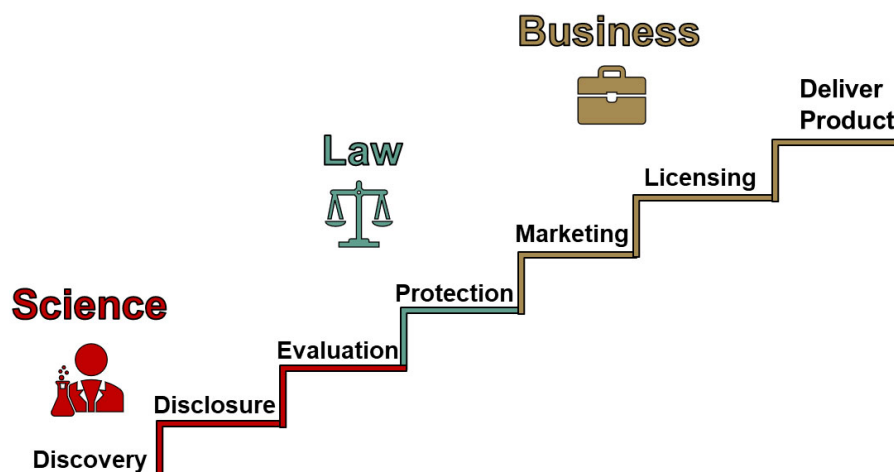 Business
Deliver
Product
Law
Licensing
Marketing
Science
Protection
Evaluation
Disclosure
Discovery